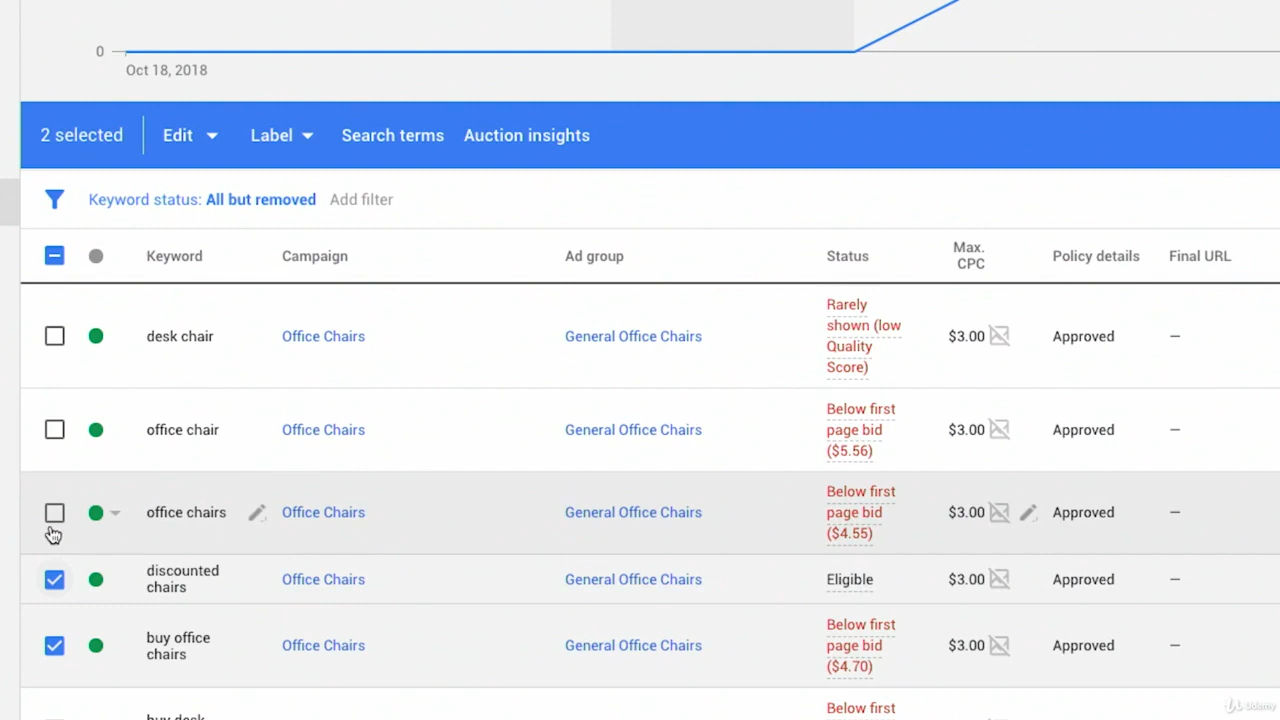 0
Oct 18, 2018
2 selected Edit Label Search terms Auction insights
Keyword status: All but removed Add filter
Keyword Campaign Ad group Status Max. CPC Policy details Final URL
desk chair Office Chairs General Office Chairs Rarely shown (low Quality Score) $3.00 Approved —
office chair Office Chairs General Office Chairs Below first page bid ($5.56) $3.00 Approved —
office chairs Office Chairs General Office Chairs Below first page bid ($4.55) $3.00 Approved —
discounted chairs Office Chairs General Office Chairs Eligible $3.00 Approved —
buy office chairs Office Chairs General Office Chairs Below first page bid ($4.70) $3.00 Approved —
buy desk Below first
Udemy